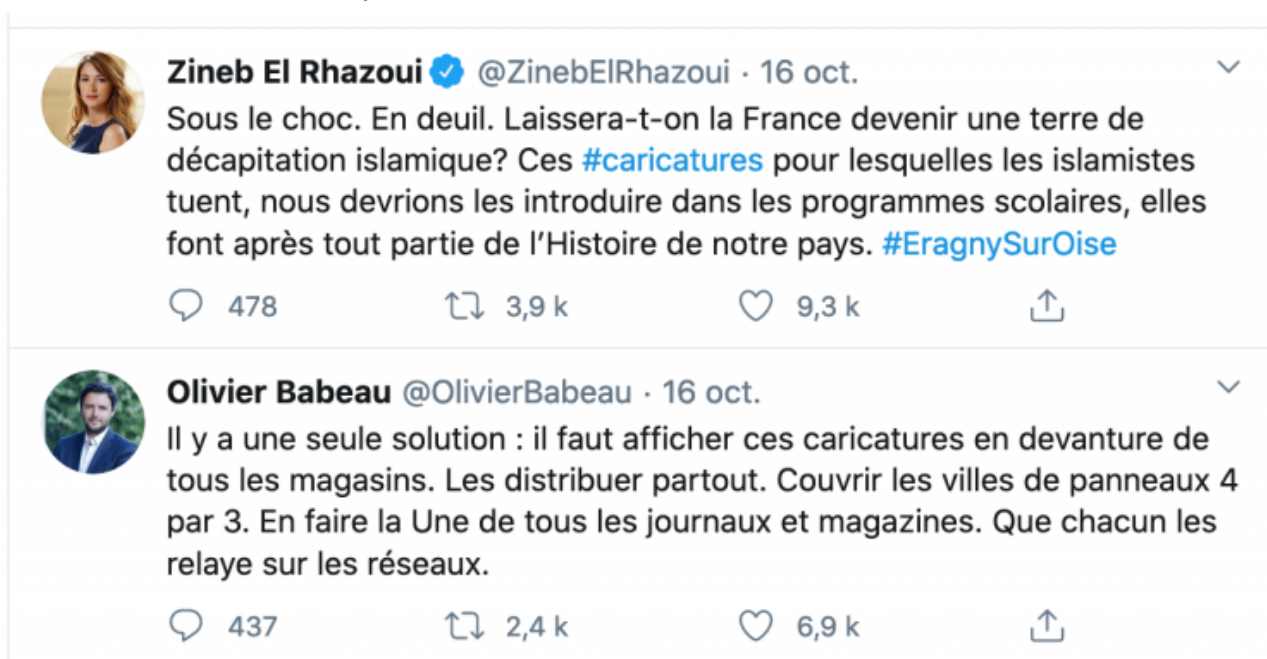 Zineb El Rhazoui @ZinebElRhazoui · 16 oct.
Sous le choc. En deuil. Laissera-t-on la France devenir une terre de
décapitation islamique? Ces #caricatures pour lesquelles les islamistes
tuent, nous devrions les introduire dans les programmes scolaires, elles
font après tout partie de l’Histoire de notre pays. #EragnySurOise
478 3,9 k 9,3 k
Olivier Babeau @OlivierBabeau · 16 oct.
Il y a une seule solution : il faut afficher ces caricatures en devanture de
tous les magasins. Les distribuer partout. Couvrir les villes de panneaux 4
par 3. En faire la Une de tous les journaux et magazines. Que chacun les
relaye sur les réseaux.
437 2,4 k 6,9 k